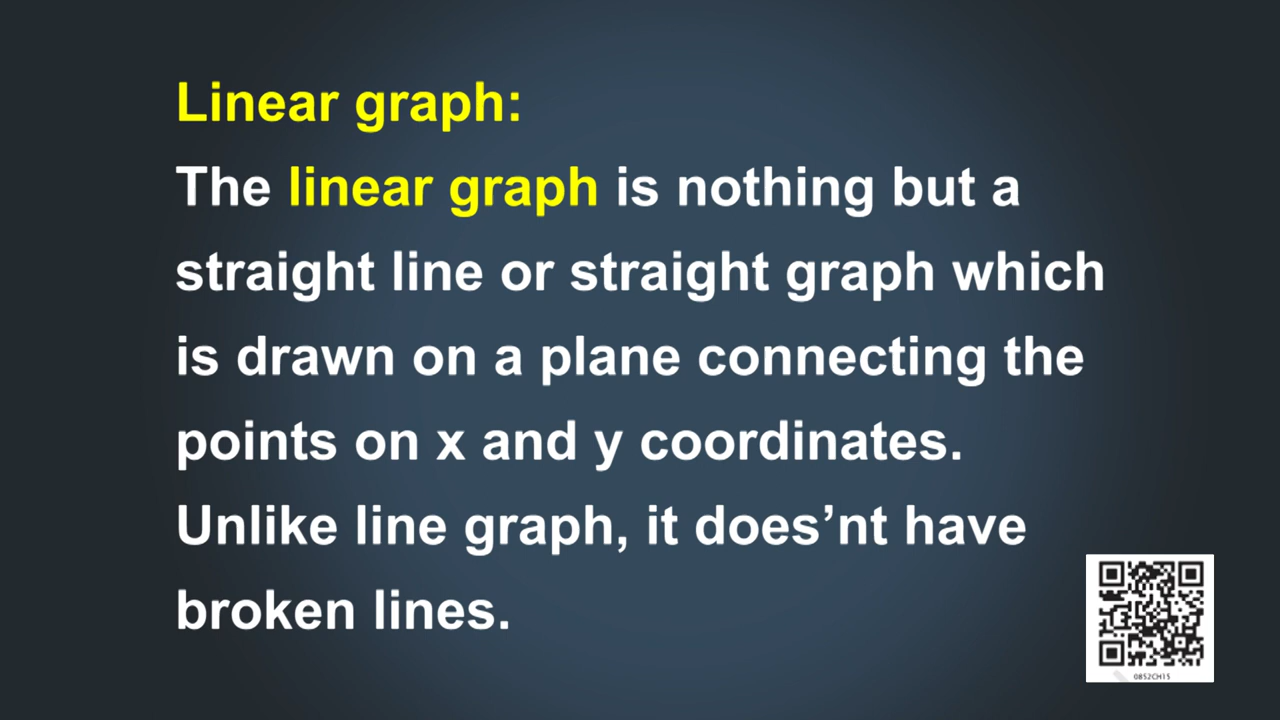 Linear graph:
The linear graph is nothing but a
straight line or straight graph which
is drawn on a plane connecting the
points on x and y coordinates.
Unlike line graph, it does’nt have
broken lines.
0852CH15